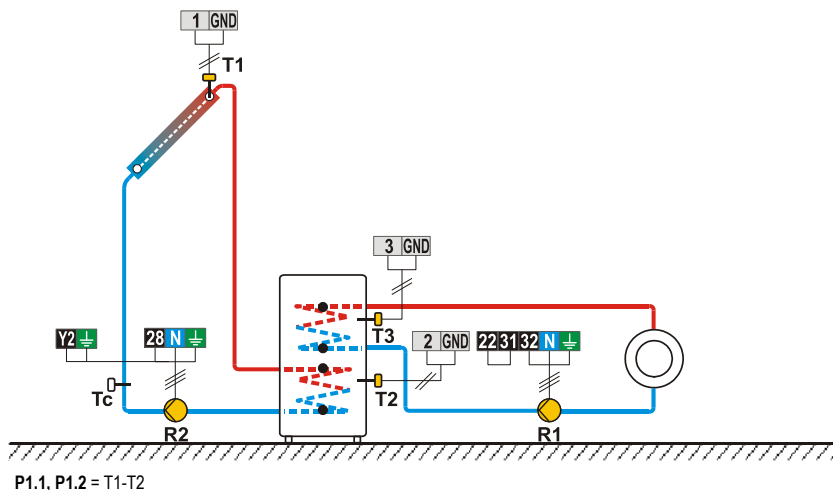 1 GND
T1
3 GND
T3
Y2
28 N
2 GND
22 31 32 N
Tc
T2
R2
R1
P1.1, P1.2 = T1-T2